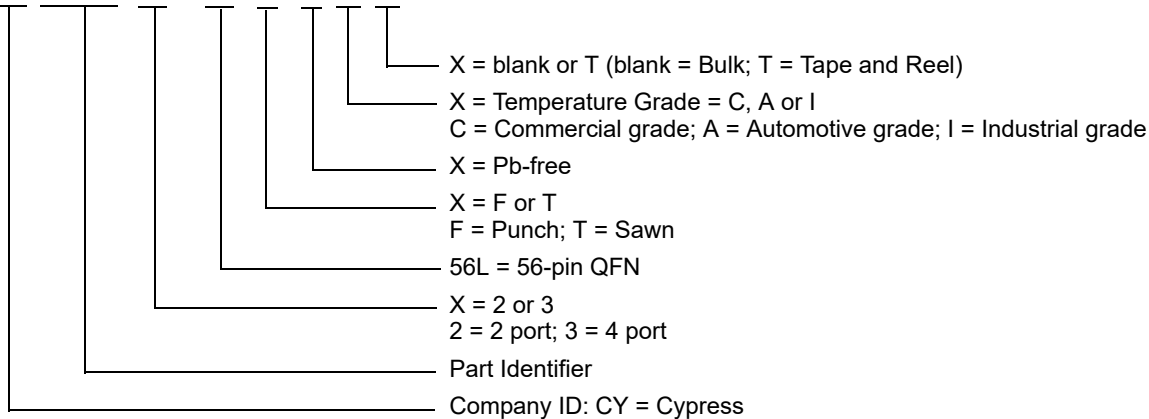 X = blank or T (blank = Bulk; T = Tape and Reel)
X = Temperature Grade = C, A or I
C = Commercial grade; A = Automotive grade; I = Industrial grade
X = Pb-free
X = F or T
F = Punch; T = Sawn
56L = 56-pin QFN
X = 2 or 3
2 = 2 port; 3 = 4 port
Part Identifier
Company ID: CY = Cypress